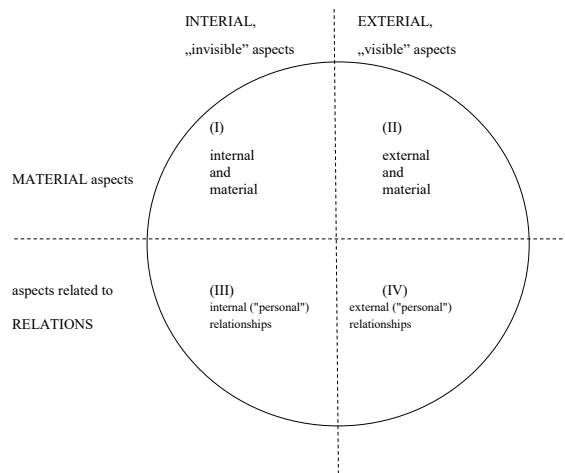 INTERIAL,
„invisible” aspects
EXTERIAL,
„visible” aspects
(I)
internal
and
material
(II)
external
and
material
MATERIAL aspects
aspects related to
RELATIONS
(III)
internal ("personal")
relationships
(IV)
external ("personal")
relationships